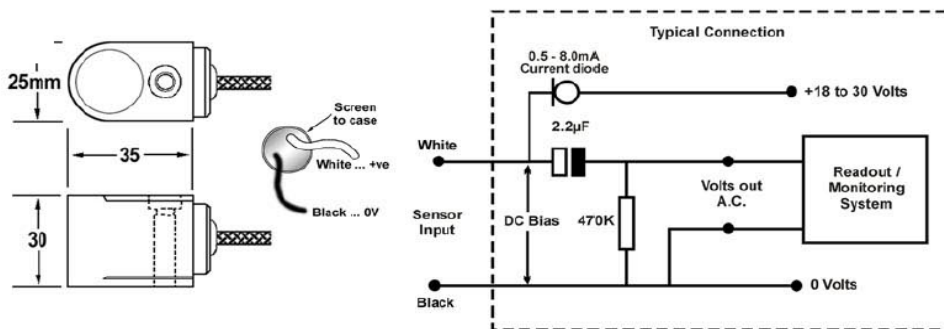 25mm
35
30
Screen
to case
White ... +ve
Black ... 0V
Typical Connection
0.5 - 8.0mA
Current diode
+18 to 30 Volts
2.2µF
White
Sensor
Input
DC Bias
470K
Volts out
A.C.
Readout /
Monitoring
System
Black
0 Volts